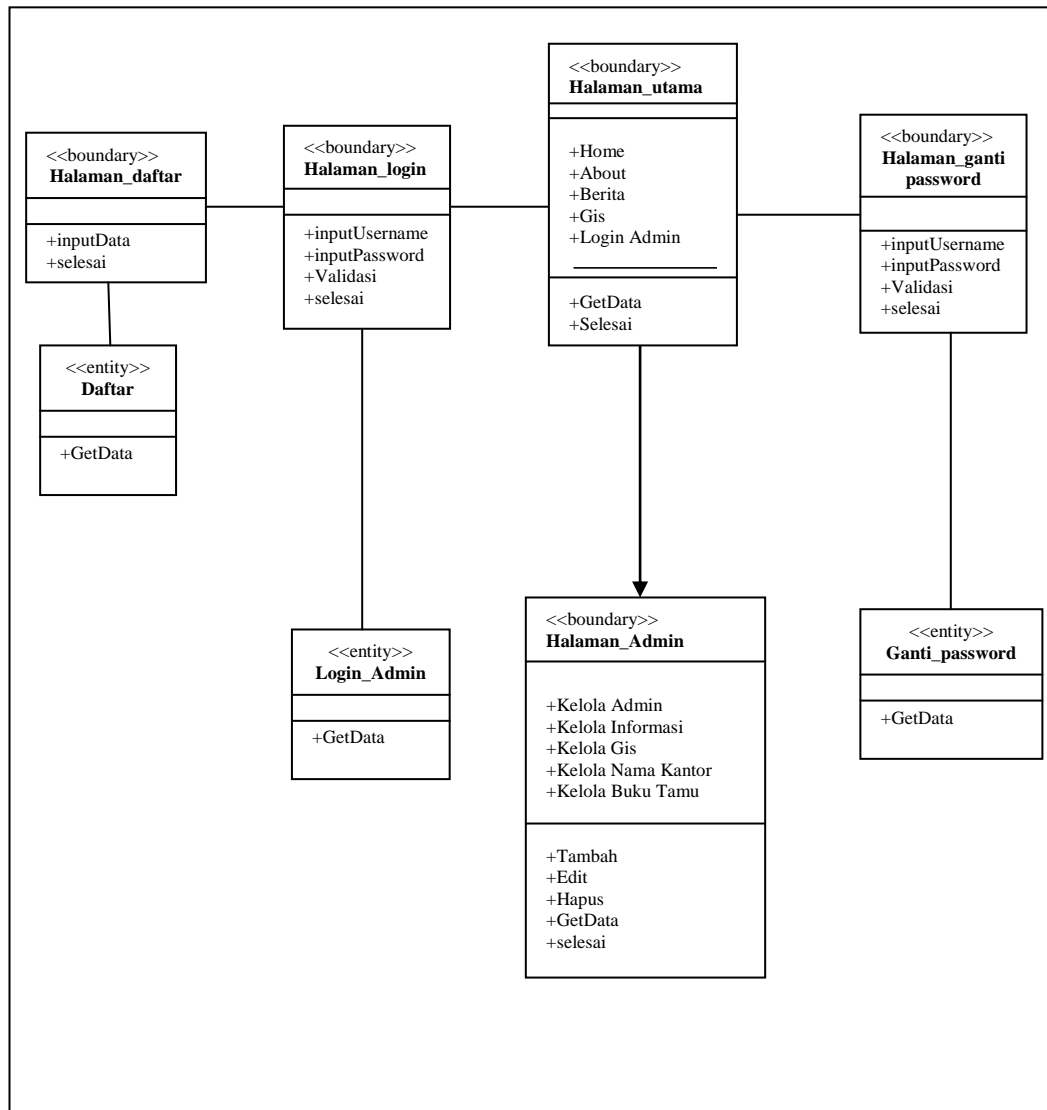 <<boundary>>
Halaman_daftar
+inputData
+selesai
<<entity>>
Daftar
+GetData
<<boundary>>
Halaman_login
+inputUsername
+inputPassword
+Validasi
+selesai
<<entity>>
Login_Admin
+GetData
<<boundary>>
Halaman_utama
+Home
+About
+Berita
+Gis
+Login Admin
+GetData
+Selesai
<<boundary>>
Halaman_Admin
+Kelola Admin
+Kelola Informasi
+Kelola Gis
+Kelola Nama Kantor
+Kelola Buku Tamu
+Tambah
+Edit
+Hapus
+GetData
+selesai
<<boundary>>
Halaman_ganti
password
+inputUsername
+inputPassword
+Validasi
+selesai
<<entity>>
Ganti_password
+GetData